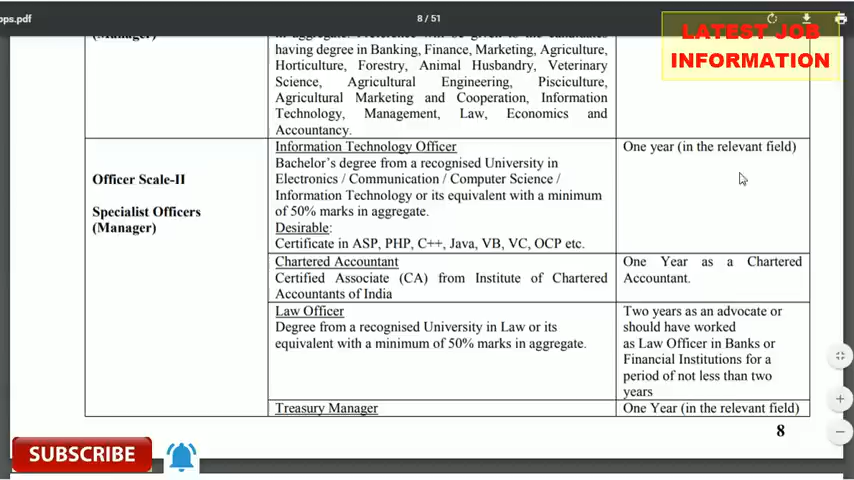 ops.pdf
8 / 51
LATEST JOB
INFORMATION
(Manager)
having degree in Banking, Finance, Marketing, Agriculture,
Horticulture, Forestry, Animal Husbandry, Veterinary
Science, Agricultural Engineering, Pisciculture,
Agricultural Marketing and Cooperation, Information
Technology, Management, Law, Economics and
Accountancy.
Officer Scale-II
Specialist Officers
(Manager)
Information Technology Officer
Bachelor's degree from a recognised University in
Electronics / Communication / Computer Science /
Information Technology or its equivalent with a minimum
of 50% marks in aggregate.
Desirable:
Certificate in ASP, PHP, C++, Java, VB, VC, OCP etc.
One year (in the relevant field)
Chartered Accountant
Certified Associate (CA) from Institute of Chartered
Accountants of India
One Year as a Chartered
Accountant.
Law Officer
Degree from a recognised University in Law or its
equivalent with a minimum of 50% marks in aggregate.
Two years as an advocate or
should have worked
as Law Officer in Banks or
Financial Institutions for a
period of not less than two
years
Treasury Manager
One Year (in the relevant field)
8
SUBSCRIBE